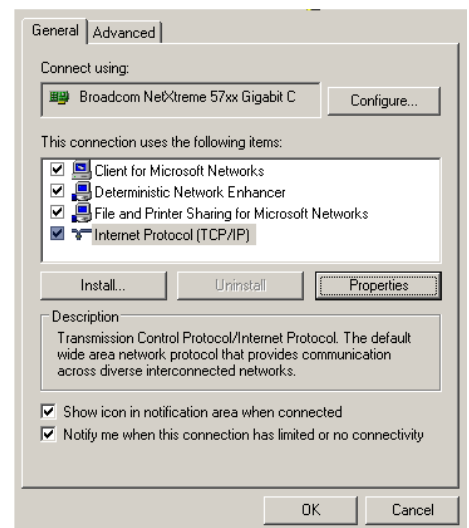 General Advanced
Connect using:
Broadcom NetXtreme 57xx Gigabit C
Configure...
This connection uses the following items:
Client for Microsoft Networks
Deterministic Network Enhancer
File and Printer Sharing for Microsoft Networks
Internet Protocol (TCP/IP)
Install... Uninstall Properties
Description
Transmission Control Protocol/Internet Protocol. The default
wide area network protocol that provides communication
across diverse interconnected networks.
Show icon in notification area when connected
Notify me when this connection has limited or no connectivity
OK Cancel